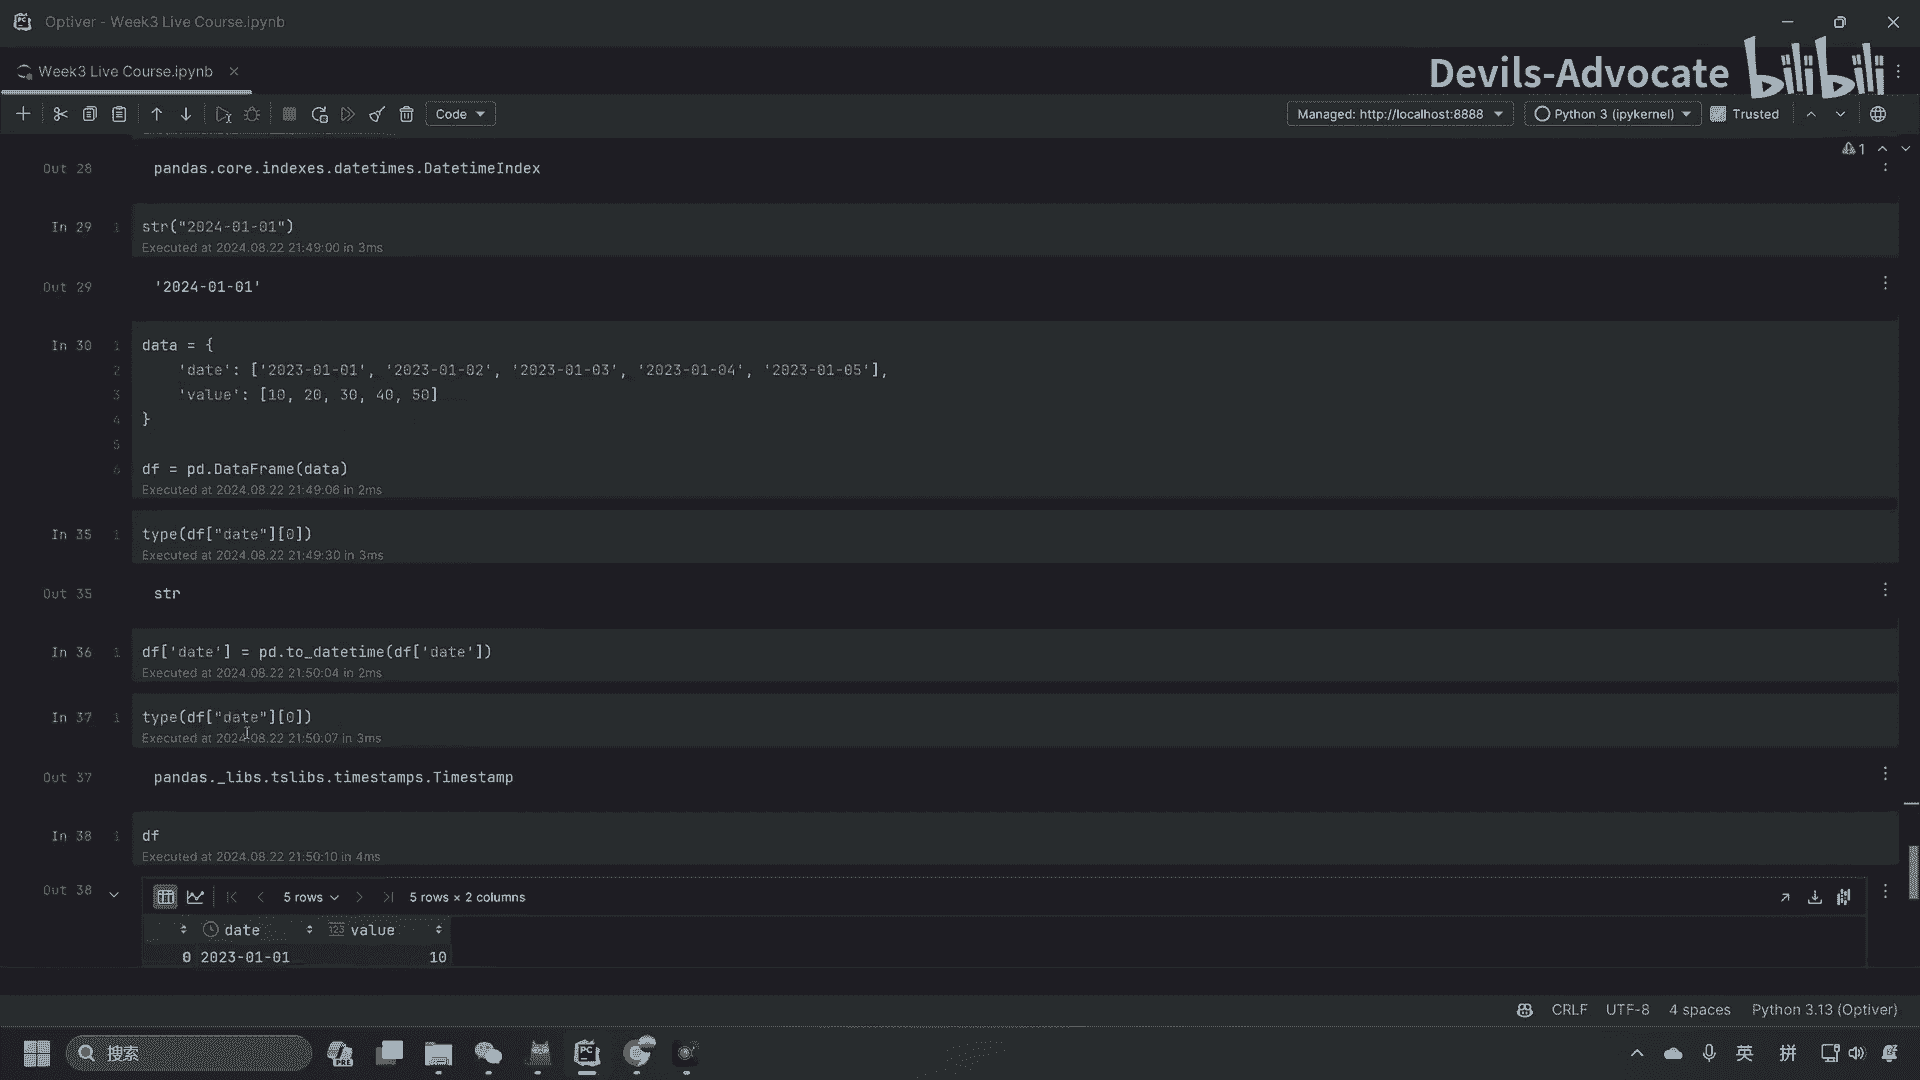 Optiver - Week3 Live Course.ipynb
Week3 Live Course.ipynb
Devils-Advocate bilibili
Code
Managed: http://localhost:8888
Python 3 (ipykernel)
Trusted
1
Out 28
pandas.core.indexes.datetimes.DatetimeIndex
In 29
1 str("2024-01-01")
Executed at 2024.08.22 21:49:00 in 3ms
Out 29
'2024-01-01'
In 30
1 data = {
2 'date': ['2023-01-01', '2023-01-02', '2023-01-03', '2023-01-04', '2023-01-05'],
3 'value': [10, 20, 30, 40, 50]
4 }
5
6 df = pd.DataFrame(data)
Executed at 2024.08.22 21:49:06 in 2ms
In 35
1 type(df["date"][0])
Executed at 2024.08.22 21:49:30 in 3ms
Out 35
str
In 36
1 df['date'] = pd.to_datetime(df['date'])
Executed at 2024.08.22 21:50:04 in 2ms
In 37
1 type(df["date"][0])
Executed at 2024.08.22 21:50:07 in 3ms
Out 37
pandas._libs.tslibs.timestamps.Timestamp
In 38
1 df
Executed at 2024.08.22 21:50:10 in 4ms
Out 38
5 rows
5 rows × 2 columns
date 123 value
0 2023-01-01 10
CRLF UTF-8 4 spaces Python 3.13 (Optiver)
搜索
PRE
PC
英 拼